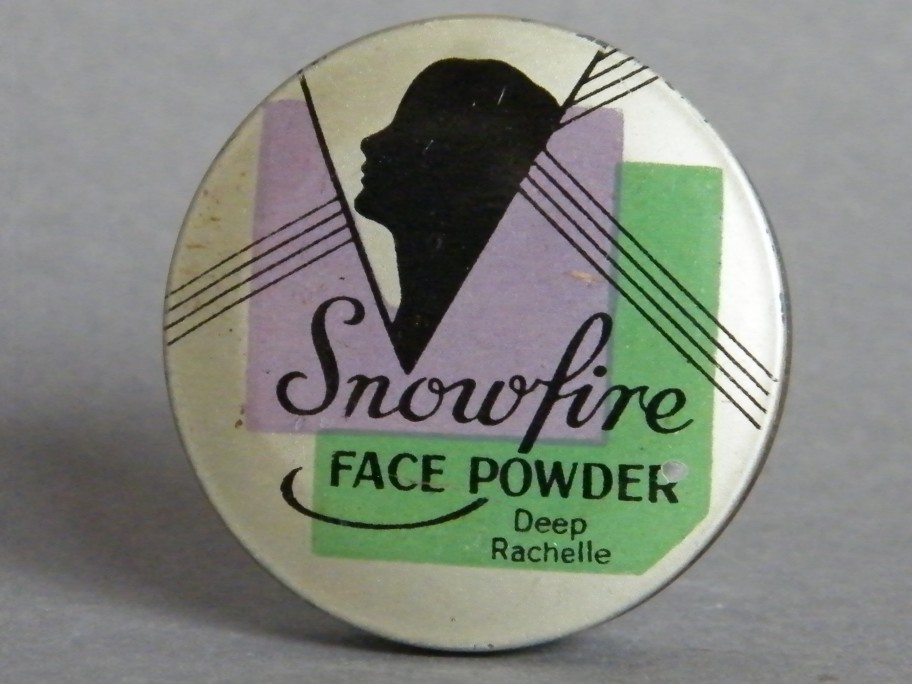 Snowfire
FACE POWDER
Deep
Rachelle